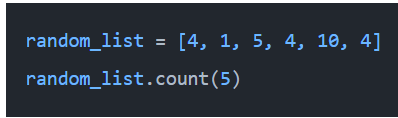 random_list = [4, 1, 5, 4, 10, 4]
random_list.count(5)